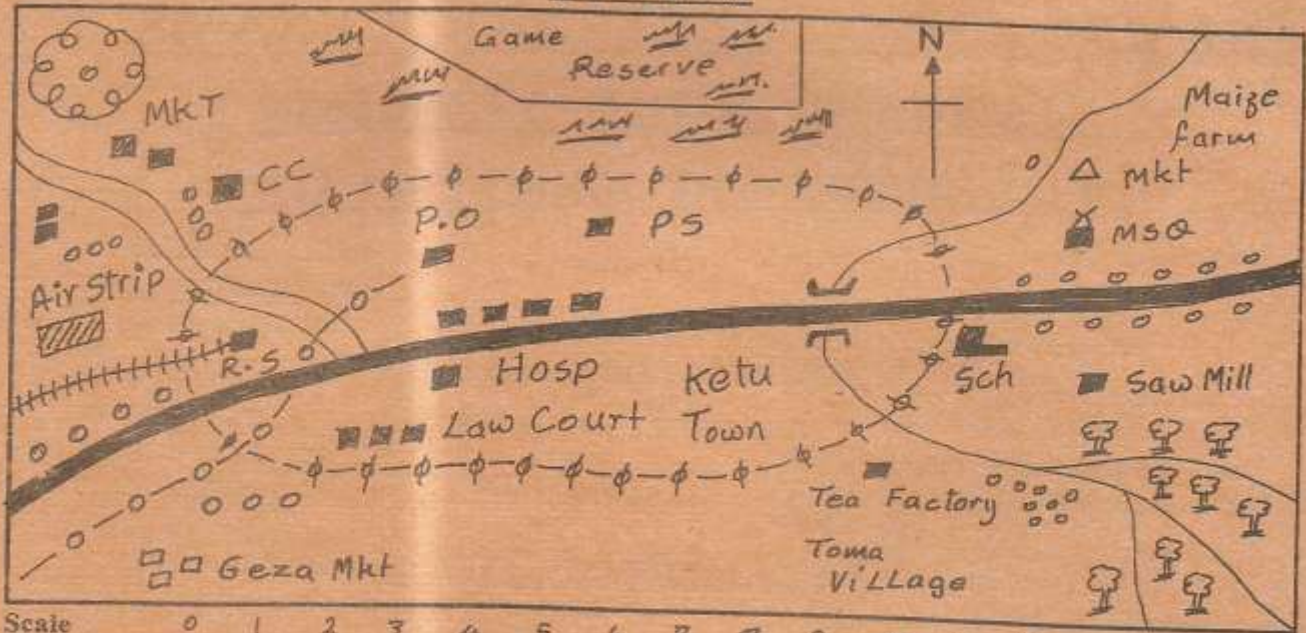 Game
Reserve
N
MKT
Maize
farm
CC
Mkt
P.O
PS
MSQ
Air Strip
R.S
Hosp
Ketu
Sch
Saw Mill
Law Court
Town
Tea Factory
Toma
Village
Geza Mkt
Scale 0 1 2 3 4 5